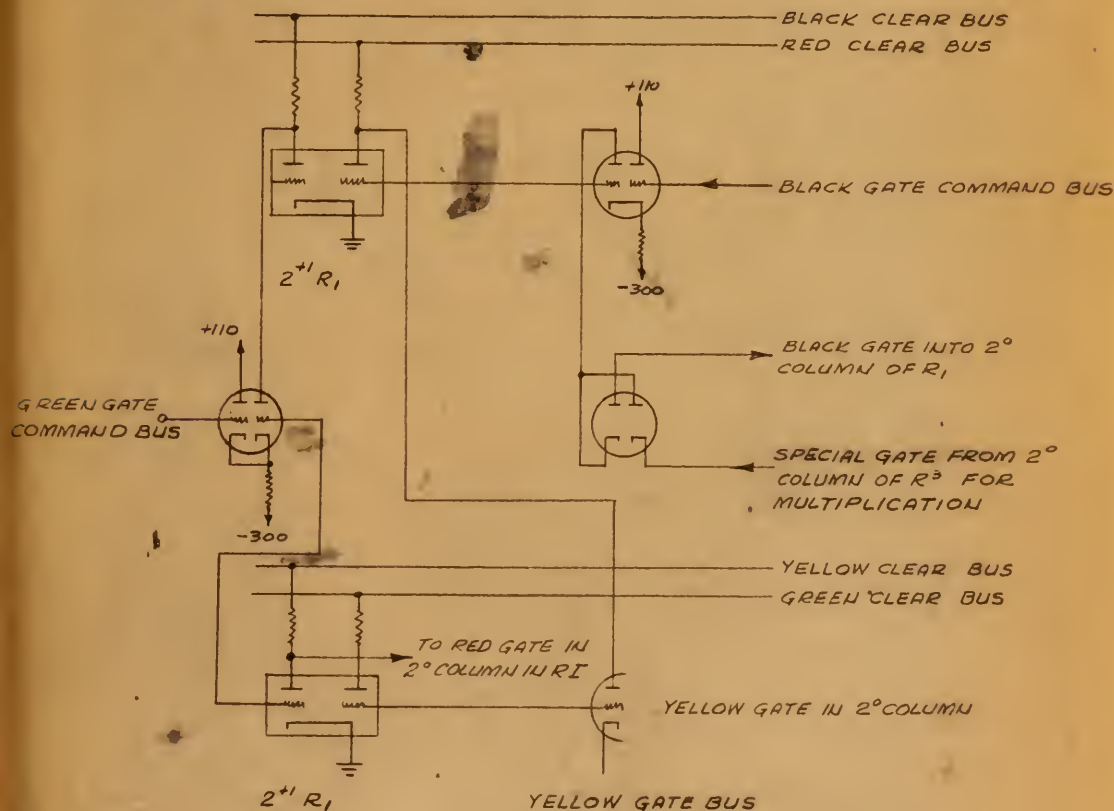 BLACK CLEAR BUS
RED CLEAR BUS
+110
BLACK GATE COMMAND BUS
2⁺¹ R₁
-300
+110
BLACK GATE INTO 2°
COLUMN OF R₁
GREEN GATE
COMMAND BUS
SPECIAL GATE FROM 2°
COLUMN OF R³ FOR
MULTIPLICATION
-300
YELLOW CLEAR BUS
GREEN CLEAR BUS
TO RED GATE IN
2° COLUMN IN RI
YELLOW GATE IN 2° COLUMN
2⁺¹ R₁
YELLOW GATE BUS